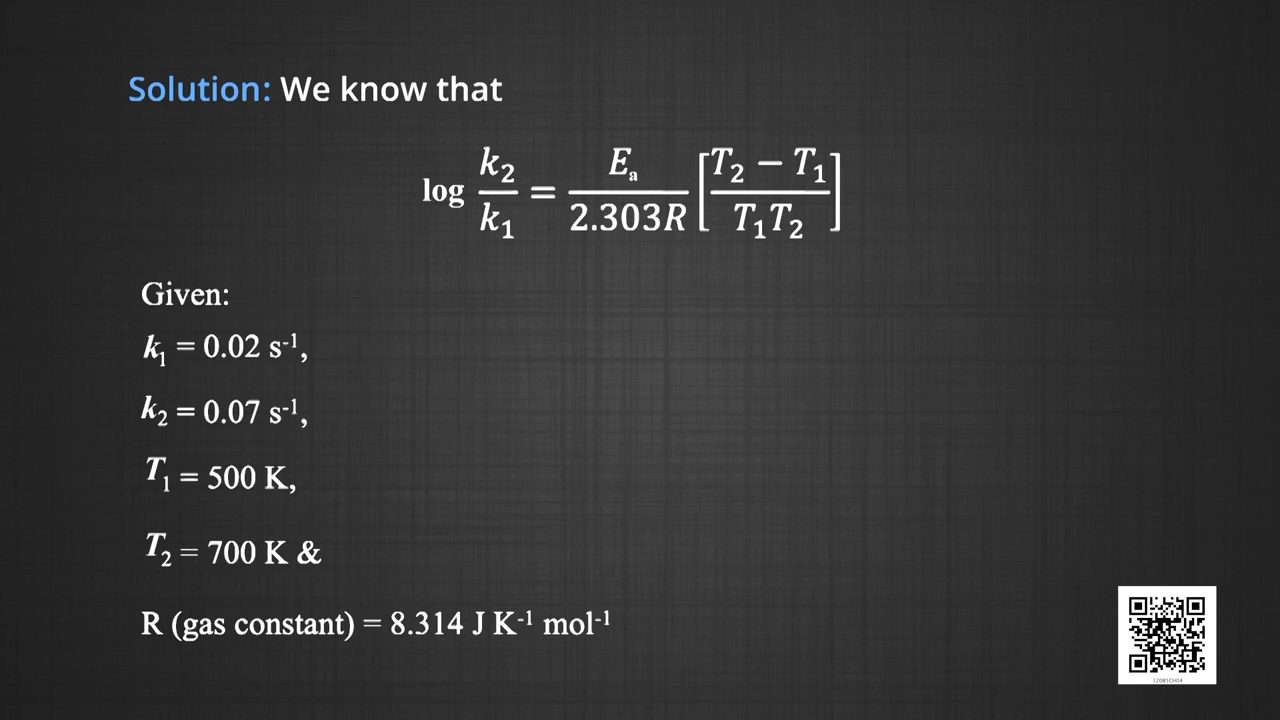 Solution: We know that
log k₂/k₁ = Eₐ/2.303R [T₂ − T₁/T₁T₂]
Given:
k₁ = 0.02 s⁻¹,
k₂ = 0.07 s⁻¹,
T₁ = 500 K,
T₂ = 700 K &
R (gas constant) = 8.314 J K⁻¹ mol⁻¹
12085CH04